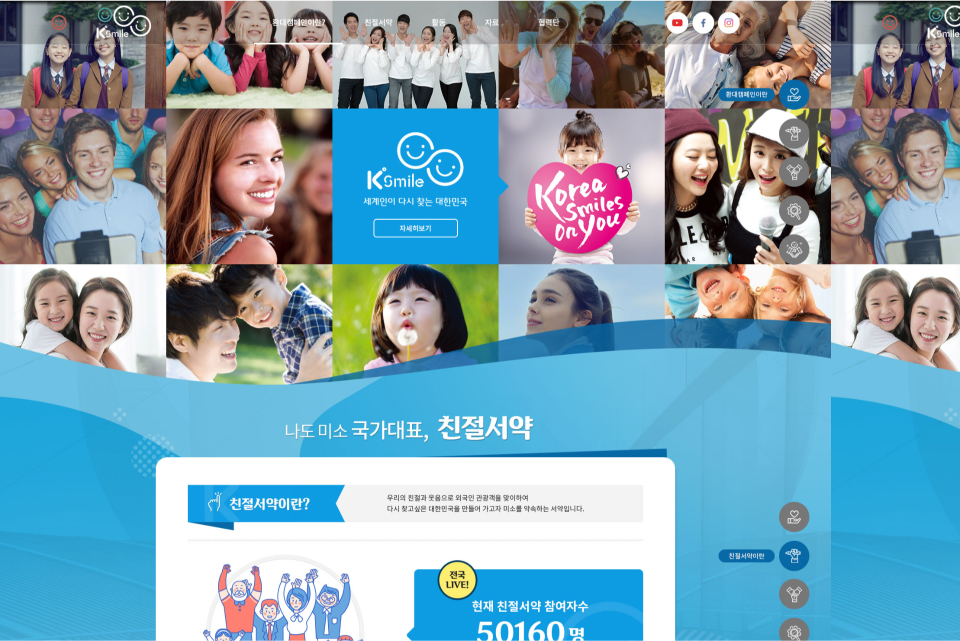 K Smile
환대캠페인이란?
친절서약
활동
자료
협력단
K Smile
환대캠페인이란
K Smile
세계인이 다시 찾는 대한민국
자세히보기
Korea
Smiles
on you
나도 미소 국가대표, 친절서약
친절서약이란?
우리의 친절과 웃음으로 외국인 관광객을 맞이하여
다시 찾고싶은 대한민국을 만들어 가고자 미소를 약속하는 서약입니다.
친절서약이란
전국
LIVE!
현재 친절서약 참여자수
50160 명